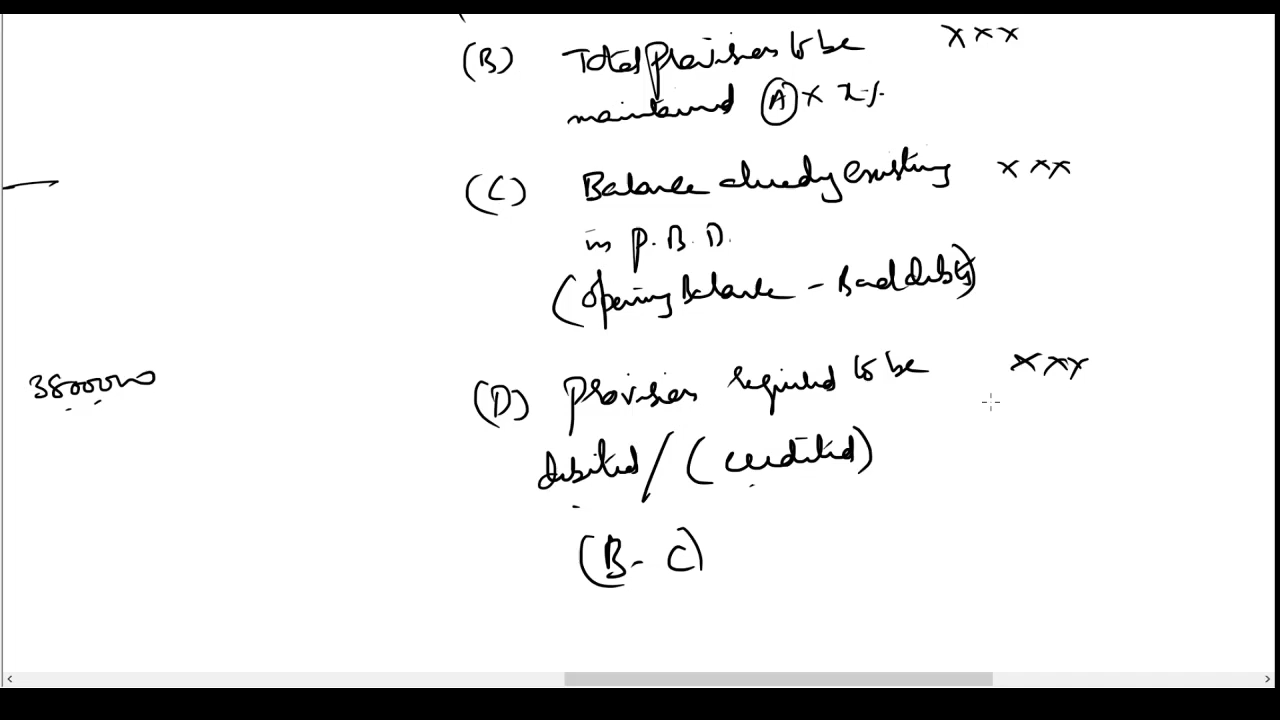 (B) Total Provision to be xxx
maintained (A) x x%
(C) Balance already existing xxx
in P.B.D.
(opening Balance - Bad debts)
3800000
(D) Provision required to be xxx
debited/(credited)
(B - C)